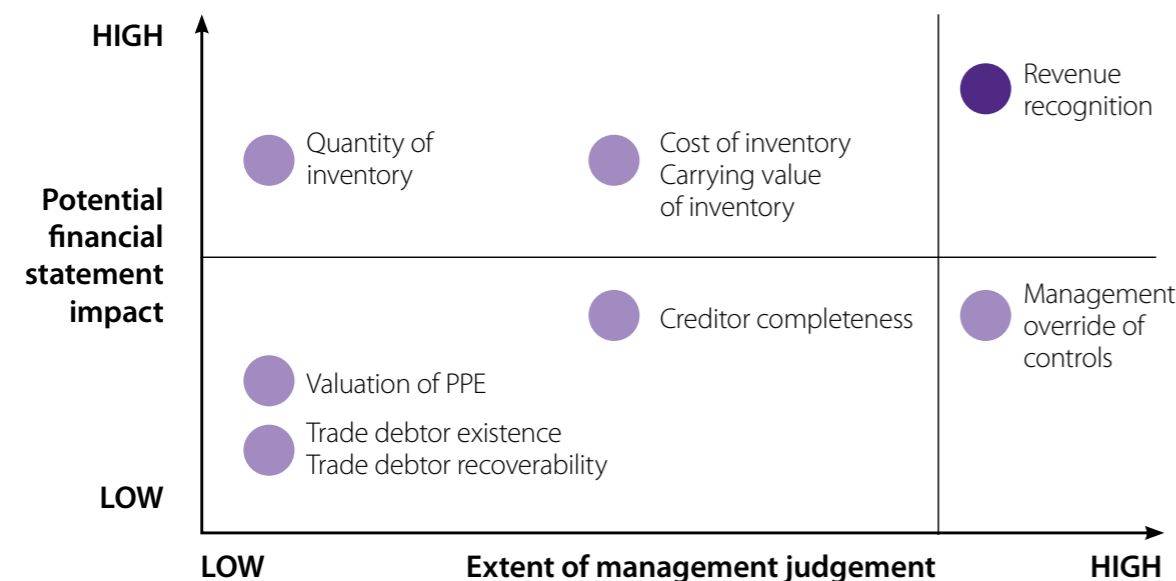 HIGH
Revenue
recognition
Quantity of
inventory
Cost of inventory
Carrying value
of inventory
Potential
financial
statement
impact
Creditor completeness
Management
override of
controls
Valuation of PPE
Trade debtor existence
Trade debtor recoverability
LOW
LOW
Extent of management judgement
HIGH